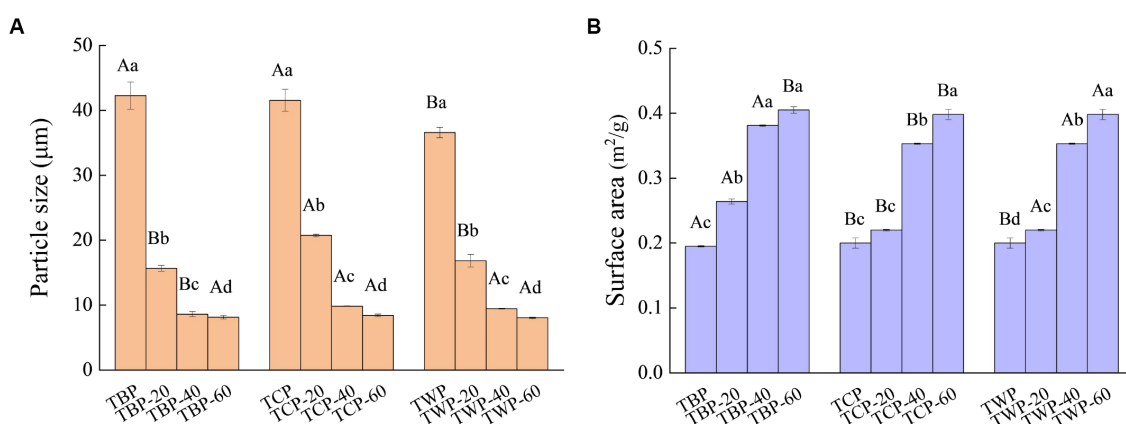 A
Particle size (μm)
50
40
30
20
10
0
Aa
Bb
Bc
Ad
Aa
Ab
Ac
Ad
Ba
Bb
Ac
Ad
TBP
TBP-20
TBP-40
TBP-60
TCP
TCP-20
TCP-40
TCP-60
TWP
TWP-20
TWP-40
TWP-60
B
Surface area (m²/g)
0.5
0.4
0.3
0.2
0.1
0.0
Ac
Ab
Aa
Ba
Bc
Bc
Bb
Ba
Bd
Ac
Ab
Aa
TBP
TBP-20
TBP-40
TBP-60
TCP
TCP-20
TCP-40
TCP-60
TWP
TWP-20
TWP-40
TWP-60